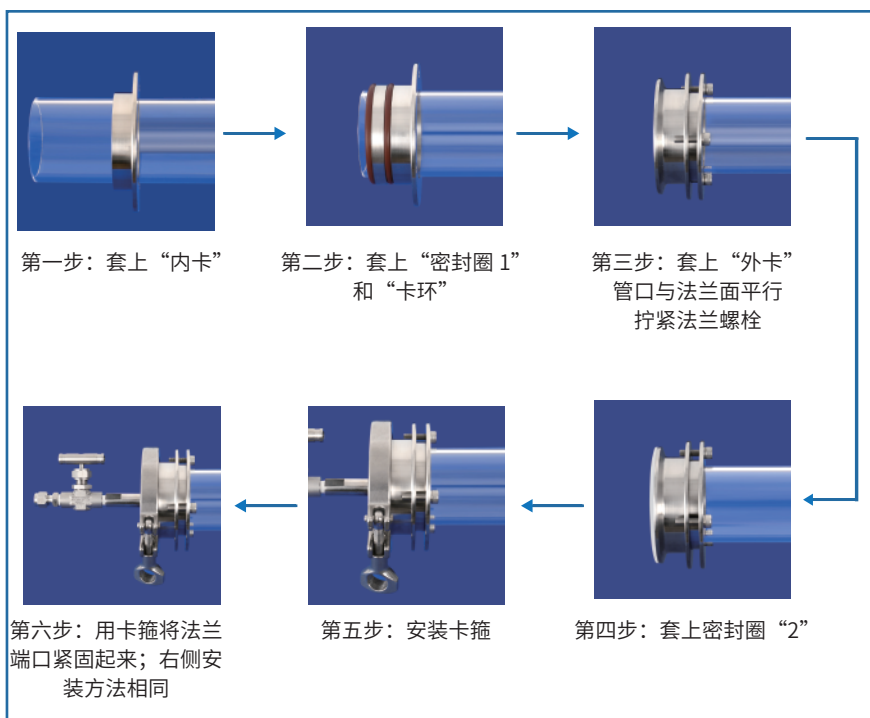 第一步：套上“内卡”
第二步：套上“密封圈 1”
和“卡环”
第三步：套上“外卡”
管口与法兰面平行
拧紧法兰螺栓
第六步：用卡箍将法兰
端口紧固起来；右侧安
装方法相同
第五步：安装卡箍
第四步：套上密封圈“2”